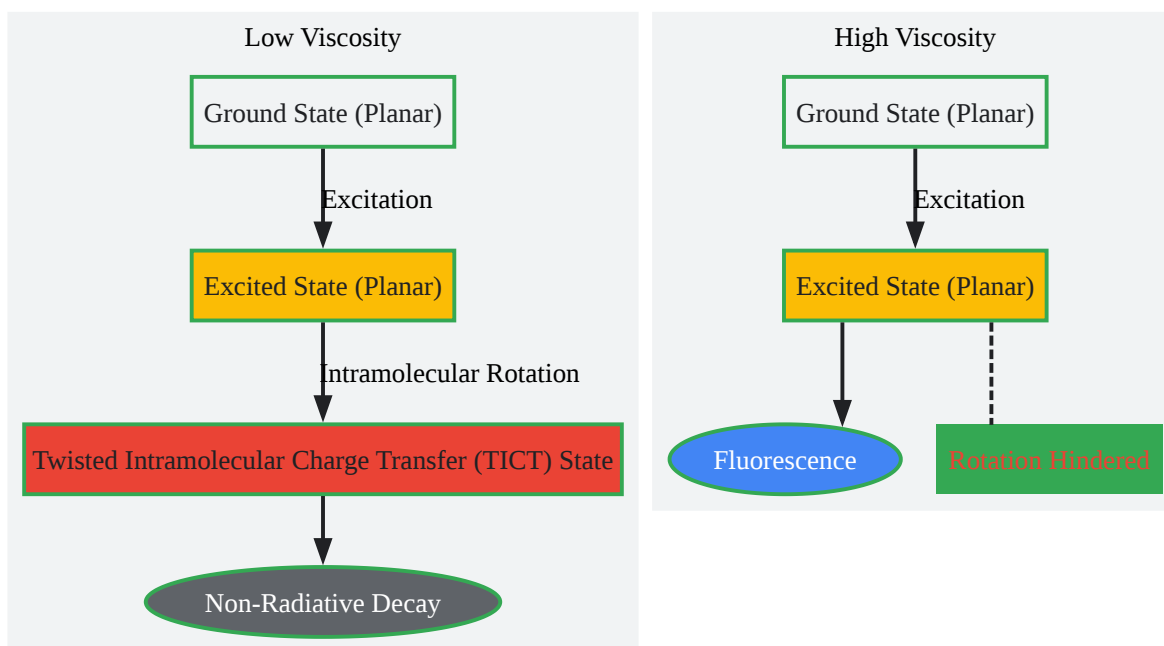 Low Viscosity
Ground State (Planar)
Excitation
Excited State (Planar)
Intramolecular Rotation
Twisted Intramolecular Charge Transfer (TICT) State
Non-Radiative Decay
High Viscosity
Ground State (Planar)
Excitation
Excited State (Planar)
Fluorescence
Rotation Hindered